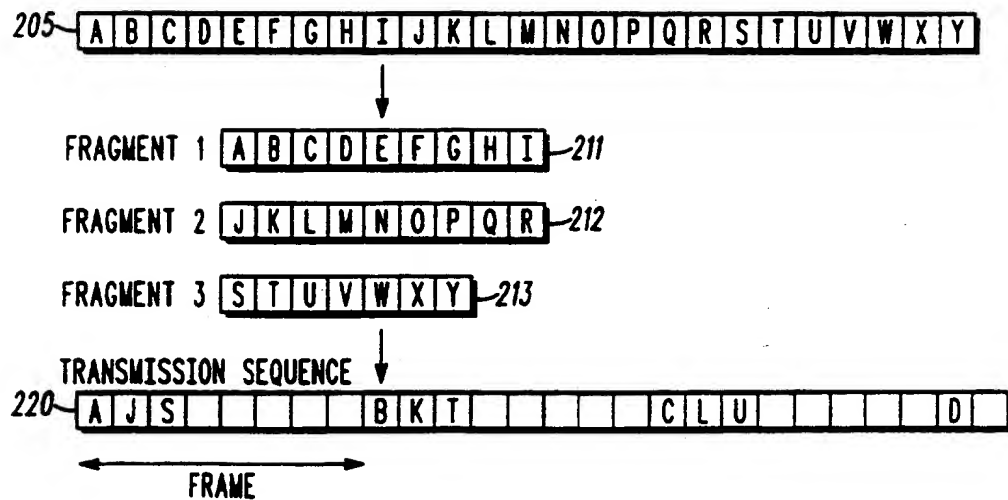 205 A B C D E F G H I J K L M N O P Q R S T U V W X Y
FRAGMENT 1 A B C D E F G H I 211
FRAGMENT 2 J K L M N O P Q R 212
FRAGMENT 3 S T U V W X Y 213
TRANSMISSION SEQUENCE
220 A J S B K T C L U D
FRAME